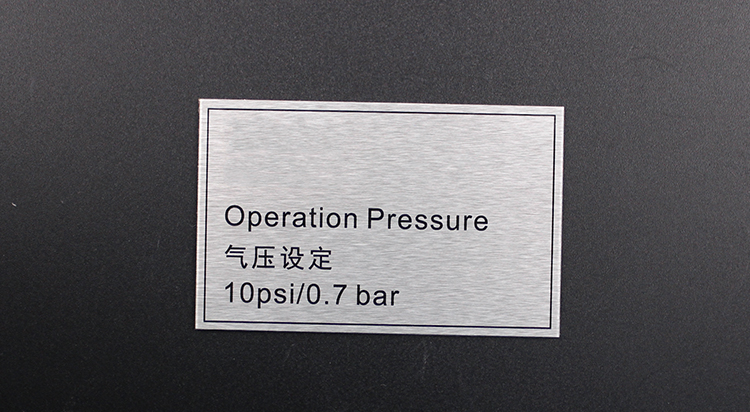 Operation Pressure
气压设定
10psi/0.7 bar